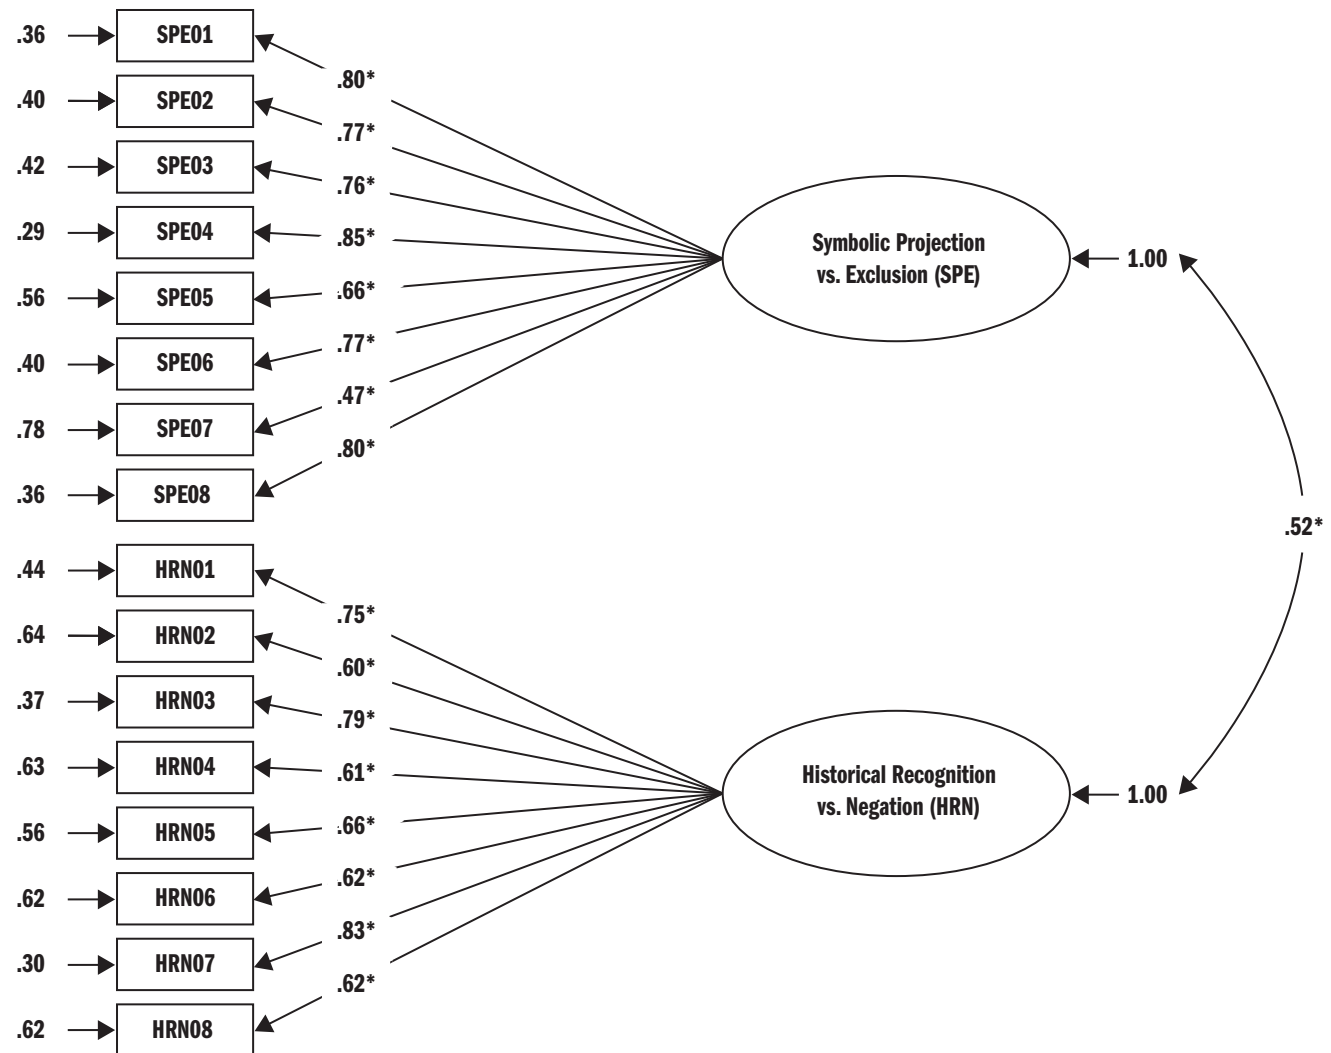 .36 SPE01
.80*
.40 SPE02
.77*
.42 SPE03
.76*
.29 SPE04
.85*
.56 SPE05
.66*
.40 SPE06
.77*
.78 SPE07
.47*
.36 SPE08
.80*
Symbolic Projection
vs. Exclusion (SPE)
1.00
.52*
.44 HRN01
.75*
.64 HRN02
.60*
.37 HRN03
.79*
.63 HRN04
.61*
.56 HRN05
.66*
.62 HRN06
.62*
.30 HRN07
.83*
.62 HRN08
.62*
Historical Recognition
vs. Negation (HRN)
1.00